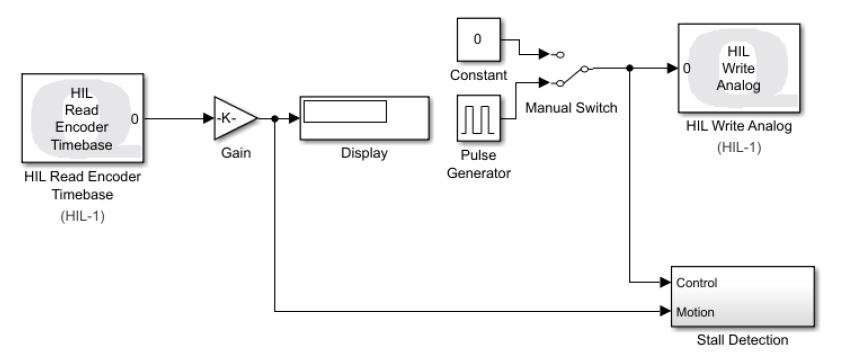 HIL
Read
Encoder
Timebase
0
HIL Read Encoder
Timebase
(HIL-1)
-K-
Gain
Display
0
Constant
Pulse
Generator
Manual Switch
0
HIL
Write
Analog
HIL Write Analog
(HIL-1)
Control
Motion
Stall Detection